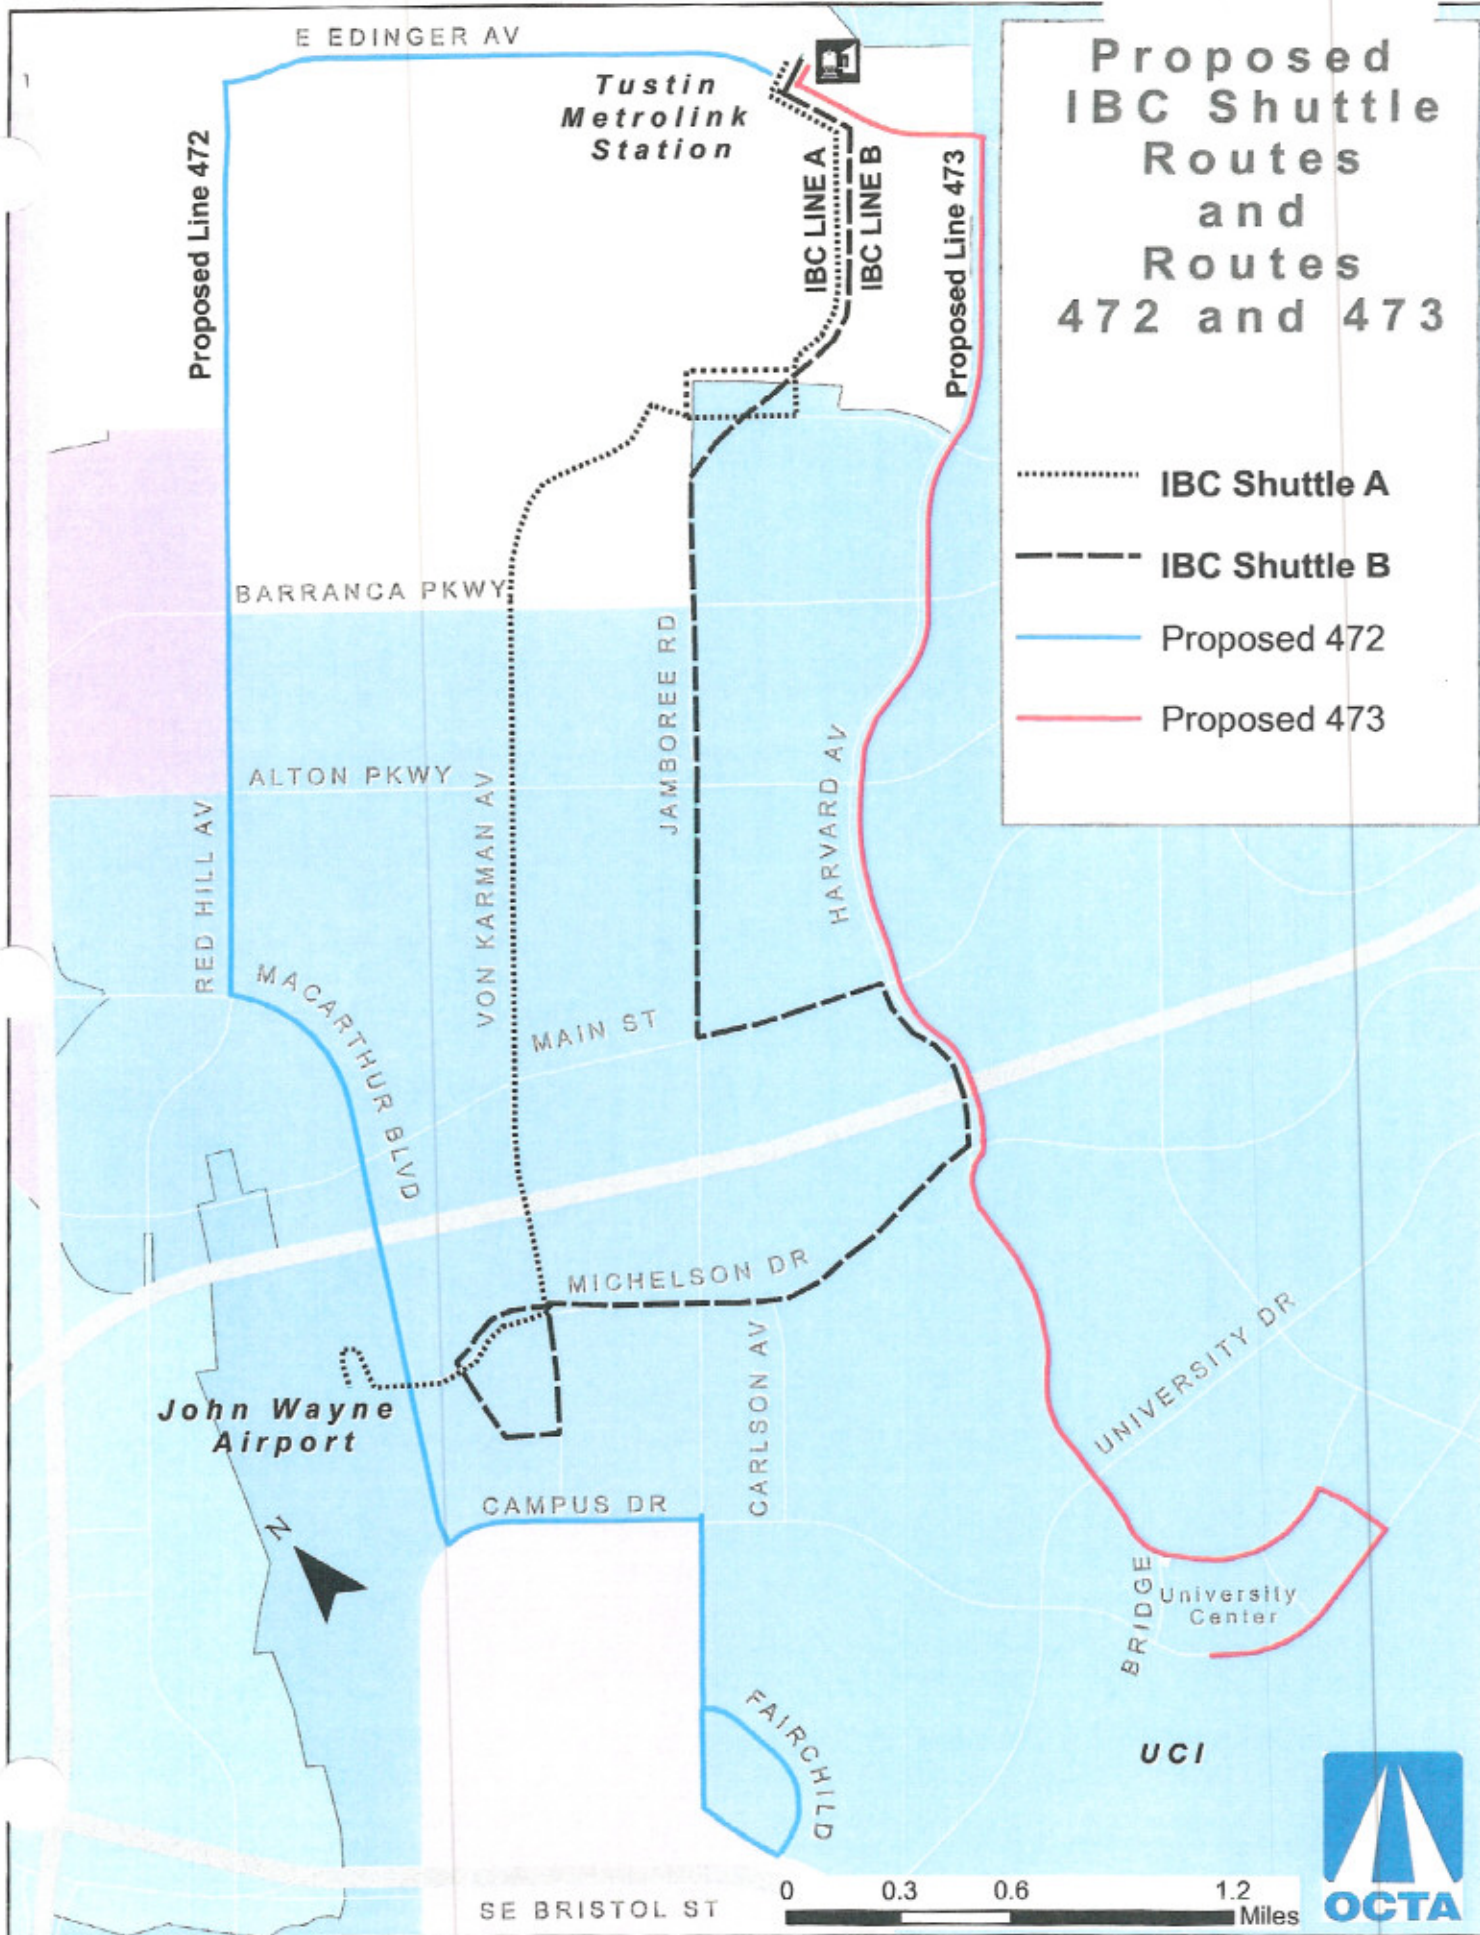 E EDINGER AV
Tustin
Metrolink
Station
Proposed
IBC Shuttle
Routes
and
Routes
472 and 473
Proposed Line 472
IBC LINE A
IBC LINE B
Proposed Line 473
IBC Shuttle A
IBC Shuttle B
Proposed 472
Proposed 473
BARRANCA PKWY
JAMBOREE RD
ALTON PKWY
HARVARD AV
RED HILL AV
VON KARMAN AV
MACARTHUR BLVD
MAIN ST
MICHELSON DR
CARLSON AV
UNIVERSITY DR
John Wayne
Airport
CAMPUS DR
N
BRIDGE
University
Center
FAIRCHILD
UCI
SE BRISTOL ST
0 0.3 0.6 1.2
Miles
OCTA